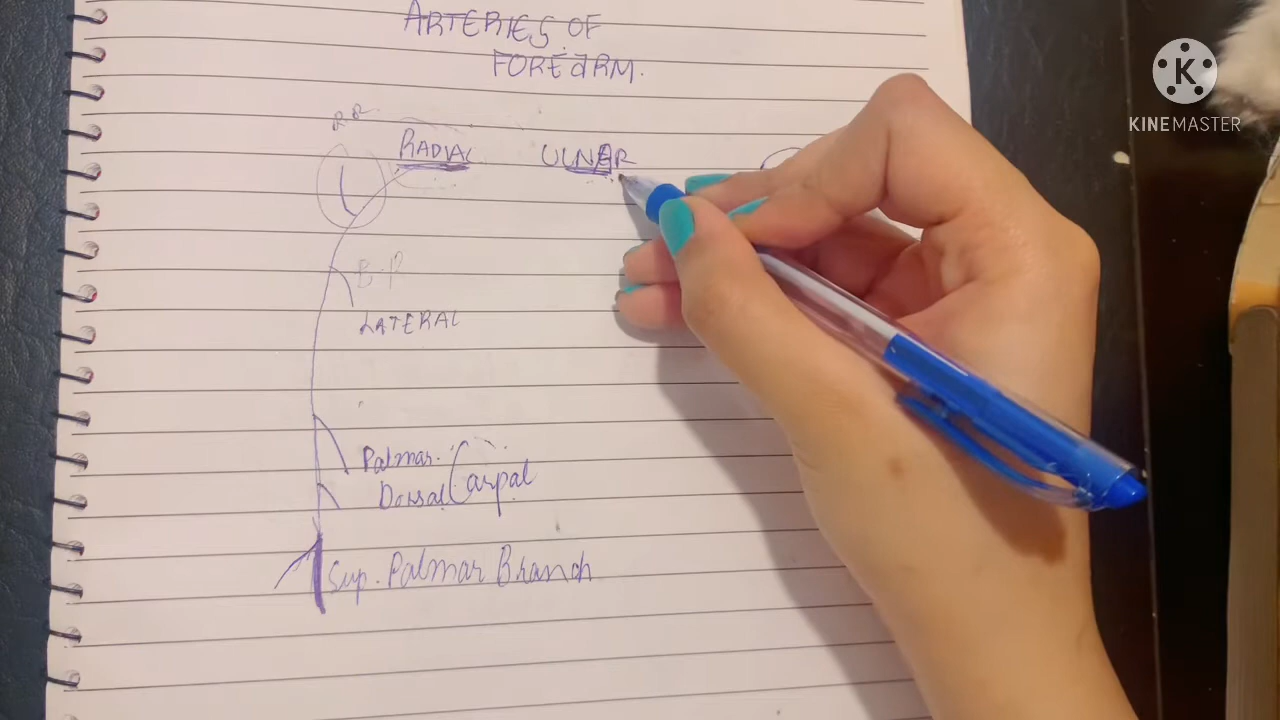 ARTERIES OF
FOREARM.
R R
RADIAL ULNAR
B-P
LATERAL
Palmar.
Dorsal Carpal
Sup. Palmar Branch
K
KINEMASTER